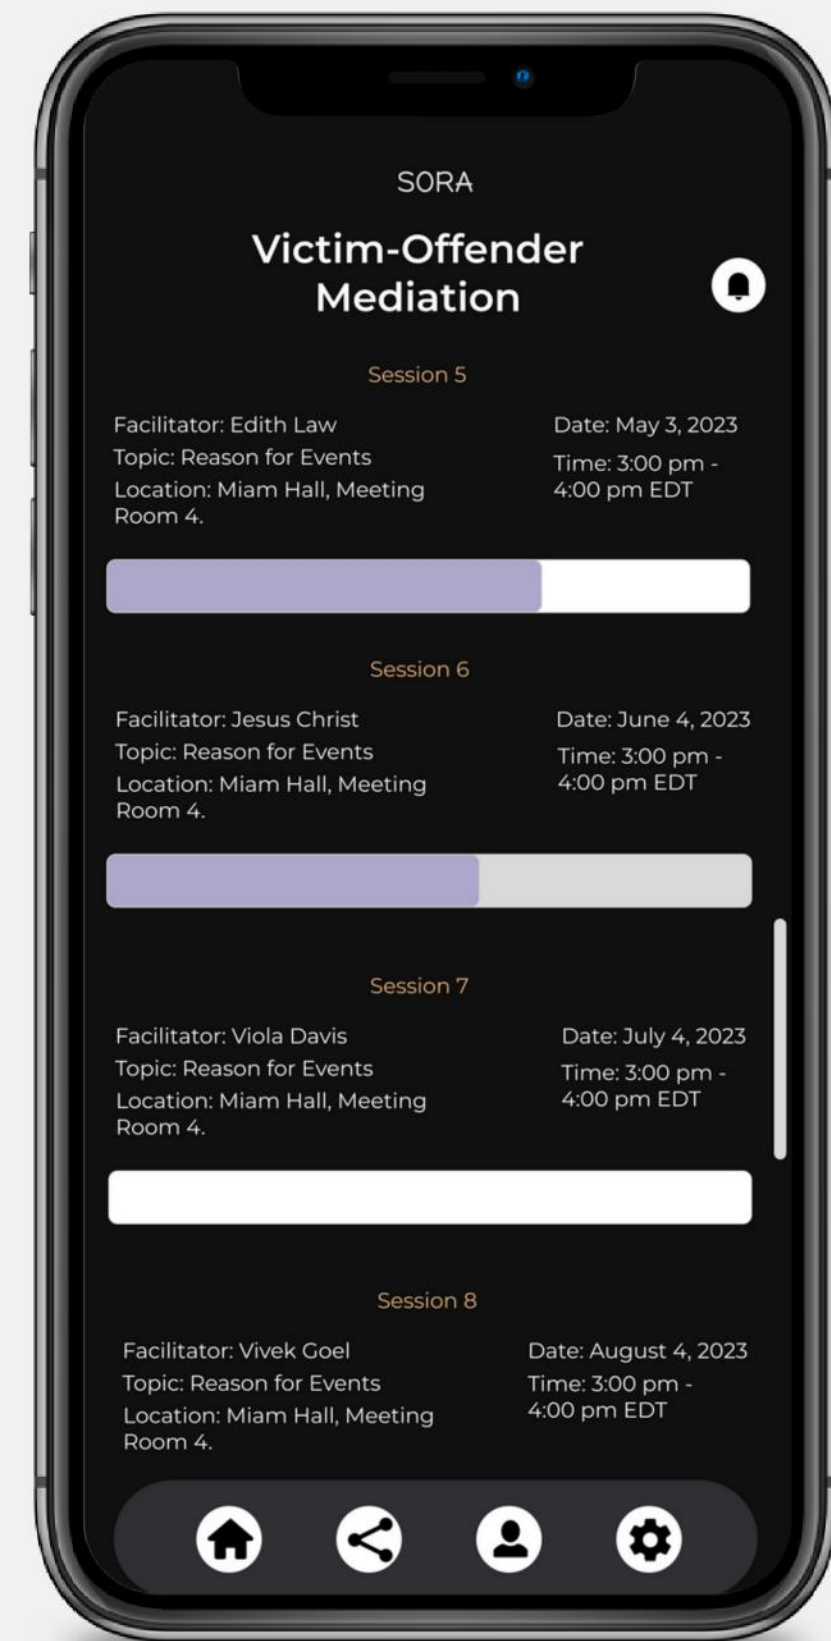 SORA
Victim-Offender
Mediation
Session 5
Facilitator: Edith Law
Topic: Reason for Events
Location: Miam Hall, Meeting
Room 4.
Date: May 3, 2023
Time: 3:00 pm -
4:00 pm EDT
Session 6
Facilitator: Jesus Christ
Topic: Reason for Events
Location: Miam Hall, Meeting
Room 4.
Date: June 4, 2023
Time: 3:00 pm -
4:00 pm EDT
Session 7
Facilitator: Viola Davis
Topic: Reason for Events
Location: Miam Hall, Meeting
Room 4.
Date: July 4, 2023
Time: 3:00 pm -
4:00 pm EDT
Session 8
Facilitator: Vivek Goel
Topic: Reason for Events
Location: Miam Hall, Meeting
Room 4.
Date: August 4, 2023
Time: 3:00 pm -
4:00 pm EDT